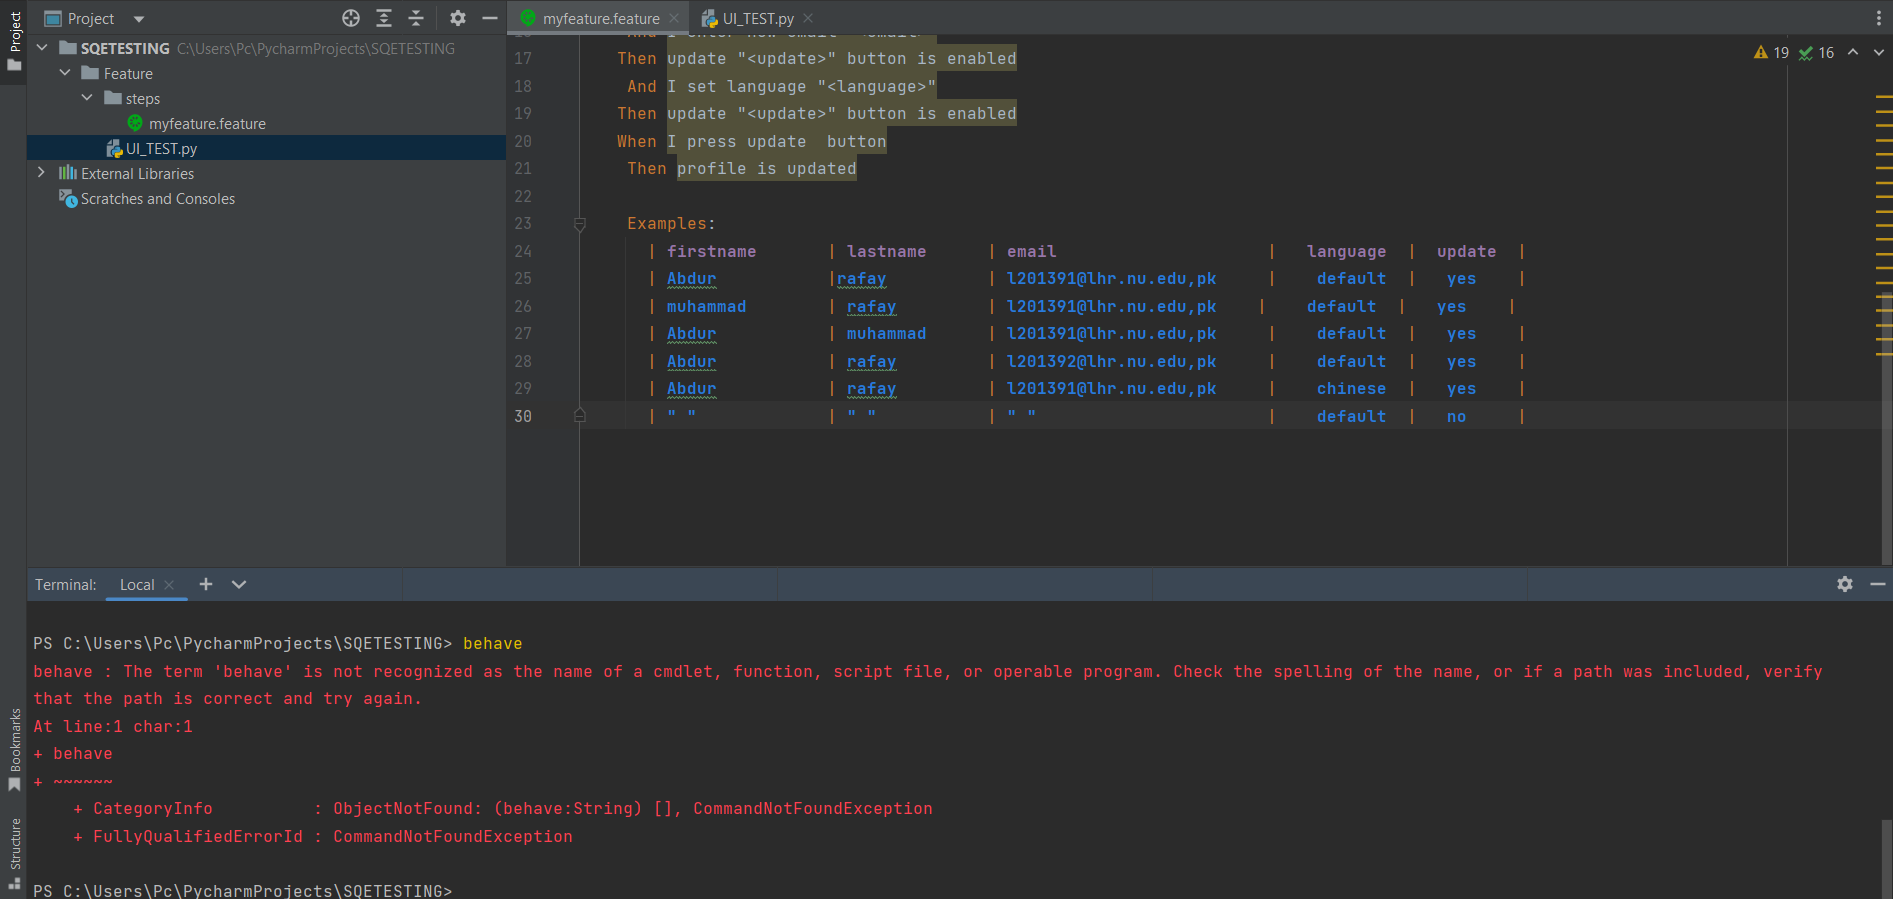 Project
myfeature.feature
UI_TEST.py
Project
SQETESTING C:\Users\Pc\PycharmProjects\SQETESTING
Feature
steps
myfeature.feature
UI_TEST.py
External Libraries
Scratches and Consoles
19 16
17 Then update "<update>" button is enabled
18 And I set language "<language>"
19 Then update "<update>" button is enabled
20 When I press update  button
21 Then profile is updated
22
23 Examples:
24 | firstname | lastname | email | language | update |
25 | Abdur |rafay | l201391@lhr.nu.edu,pk | default | yes |
26 | muhammad | rafay | l201391@lhr.nu.edu,pk | default | yes |
27 | Abdur | muhammad | l201391@lhr.nu.edu,pk | default | yes |
28 | Abdur | rafay | l201392@lhr.nu.edu,pk | default | yes |
29 | Abdur | rafay | l201391@lhr.nu.edu,pk | chinese | yes |
30 | " " | " " | " " | default | no |
Terminal: Local
PS C:\Users\Pc\PycharmProjects\SQETESTING> behave
behave : The term 'behave' is not recognized as the name of a cmdlet, function, script file, or operable program. Check the spelling of the name, or if a path was included, verify
that the path is correct and try again.
At line:1 char:1
+ behave
+ ~~~~~~
+ CategoryInfo : ObjectNotFound: (behave:String) [], CommandNotFoundException
+ FullyQualifiedErrorId : CommandNotFoundException
PS C:\Users\Pc\PycharmProjects\SQETESTING>
Bookmarks
Structure